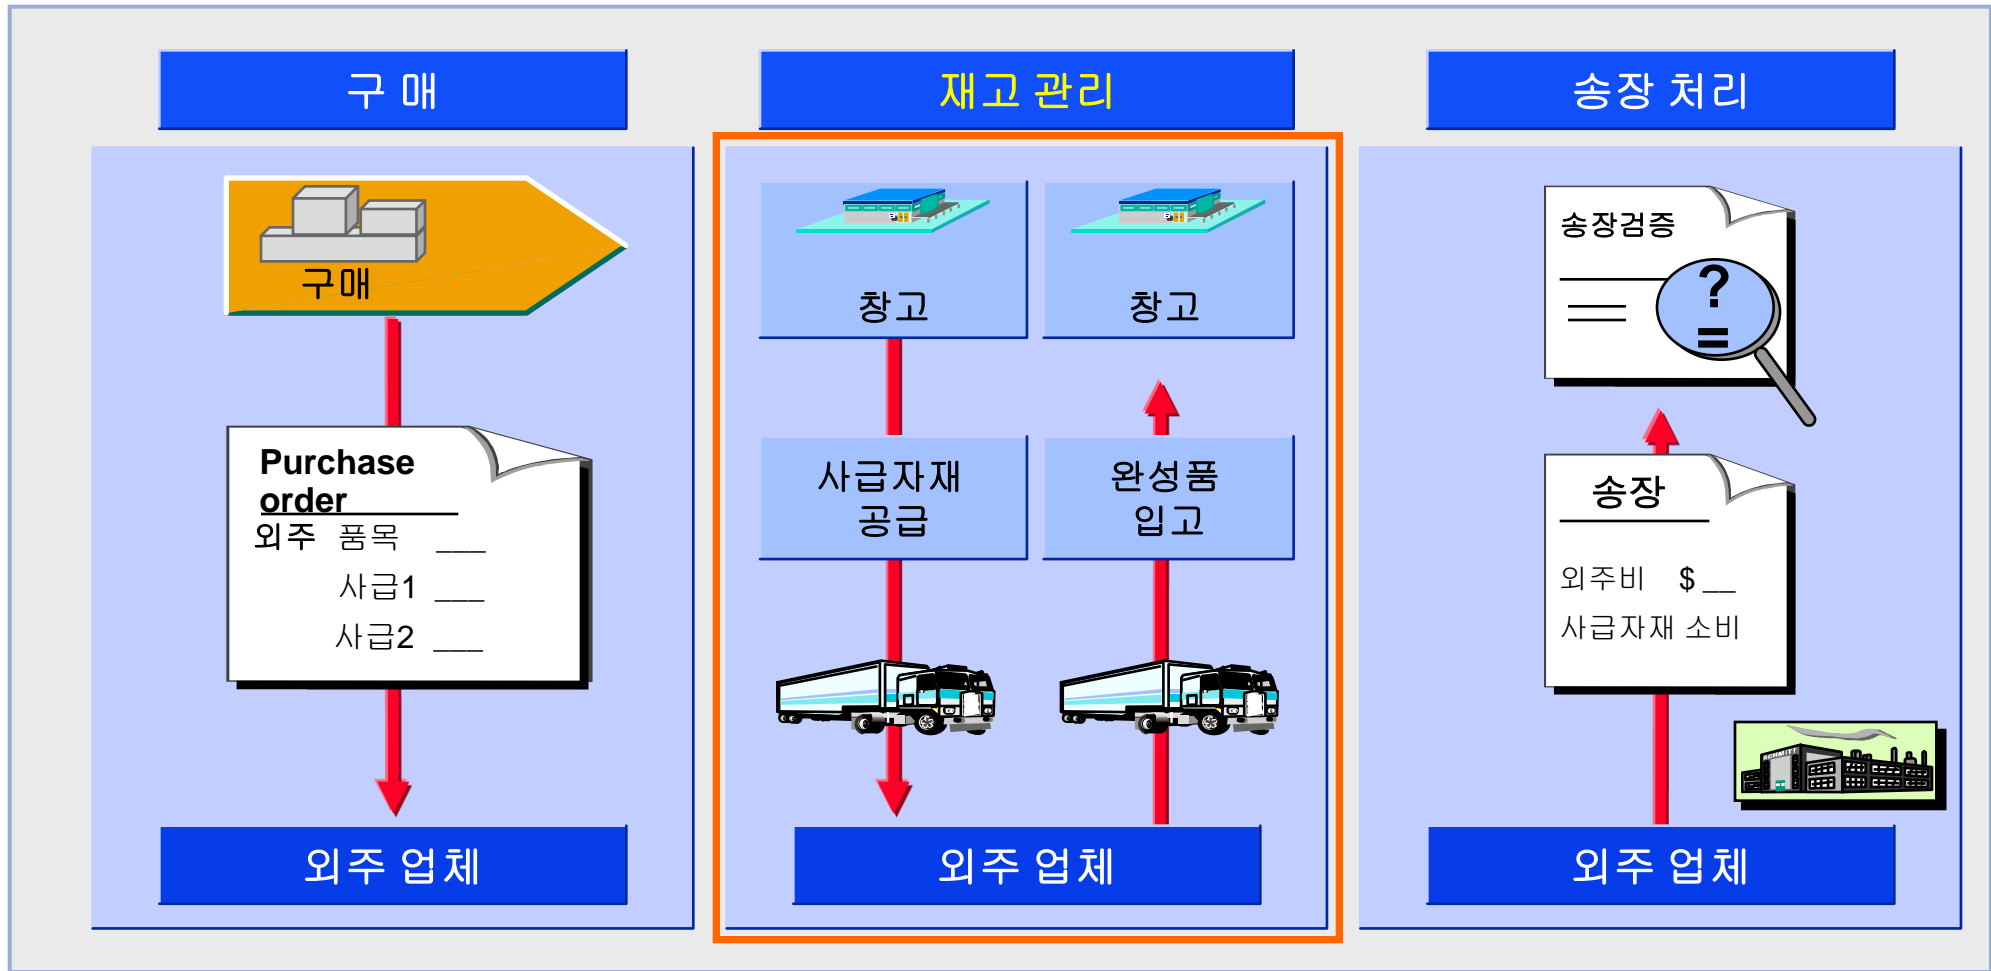 구 매
재고 관리
송장 처리
구매
Purchase
order
외주 품목 ___
사급1 ___
사급2 ___
외주 업체
창고
창고
사급자재
공급
완성품
입고
외주 업체
송장검증
?
=
송장
외주비 $ __
사급자재 소비
SCHMITT
외주 업체